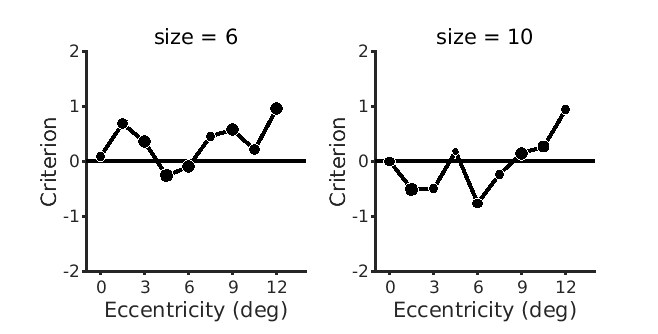 size = 6
2
1
0
-1
-2
Criterion
0 3 6 9 12
Eccentricity (deg)
size = 10
2
1
0
-1
-2
Criterion
0 3 6 9 12
Eccentricity (deg)